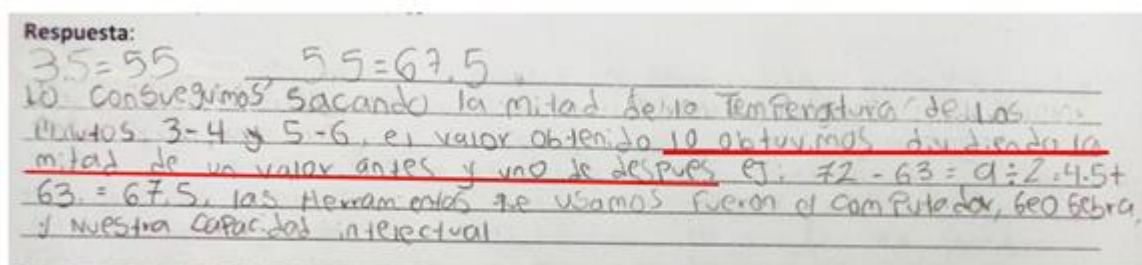 Respuesta:
3.5=55 5.5=67.5
lo consuguimos sacando la mitad de la Temperatura de los
minutos 3-4 y 5-6, el valor obtenido lo obtuvimos dividiendo la
mitad de un valor antes y uno de despues ej: 72-63=9÷2=4.5+
63.=67.5, las Herramientas que usamos fueron el computador, GeoGebra,
y nuestra capacidad intelectual